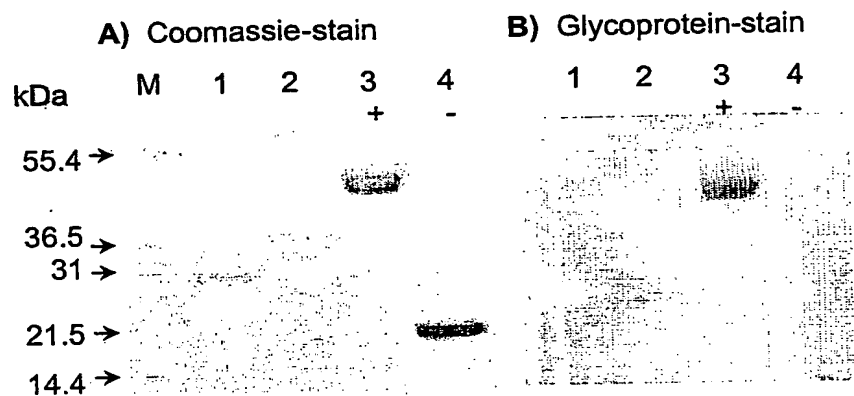 A) Coomassie-stain
kDa M 1 2 3 4
+ -
55.4
36.5
31
21.5
14.4
B) Glycoprotein-stain
1 2 3 4
+ -